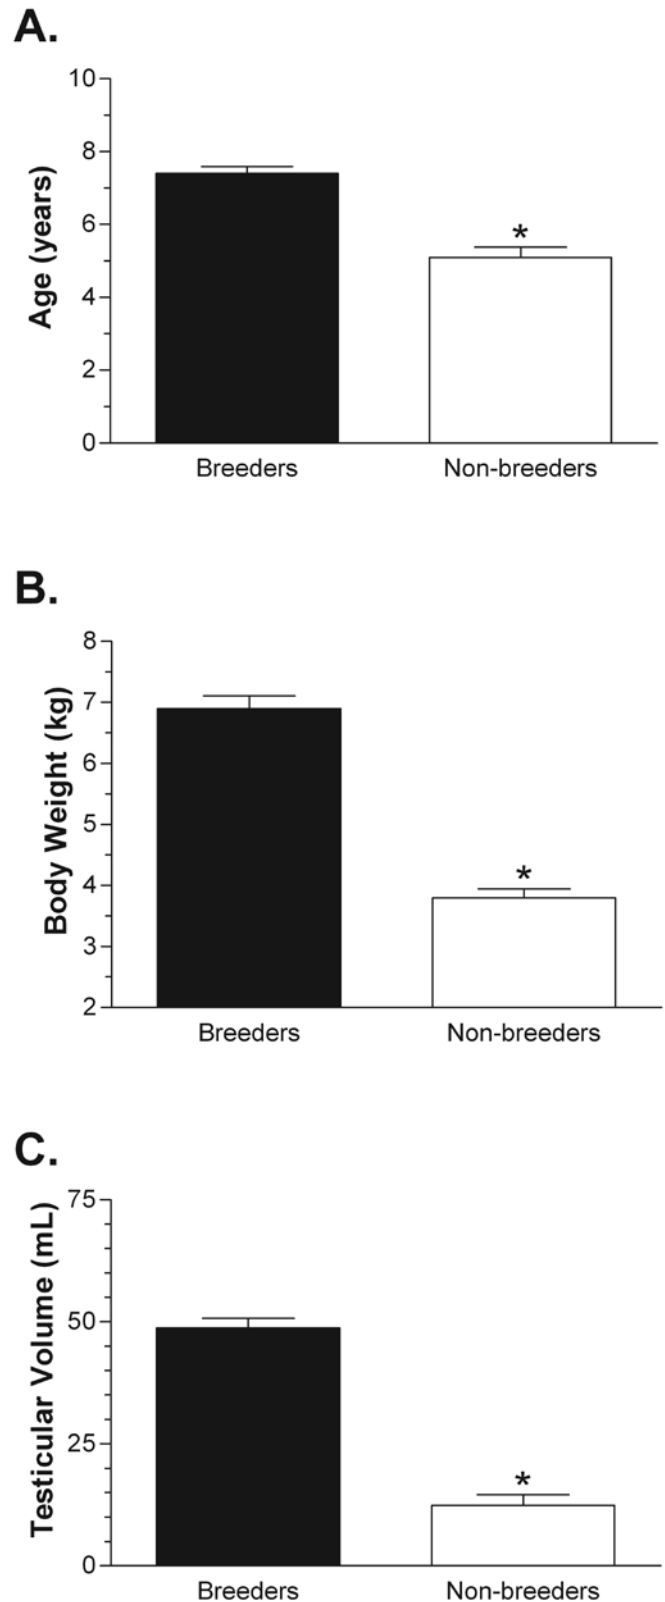 A.
Age (years)
10
8
6
4
2
0
*
Breeders
Non-breeders
B.
Body Weight (kg)
8
7
6
5
4
3
2
*
Breeders
Non-breeders
C.
Testicular Volume (mL)
75
50
25
0
*
Breeders
Non-breeders